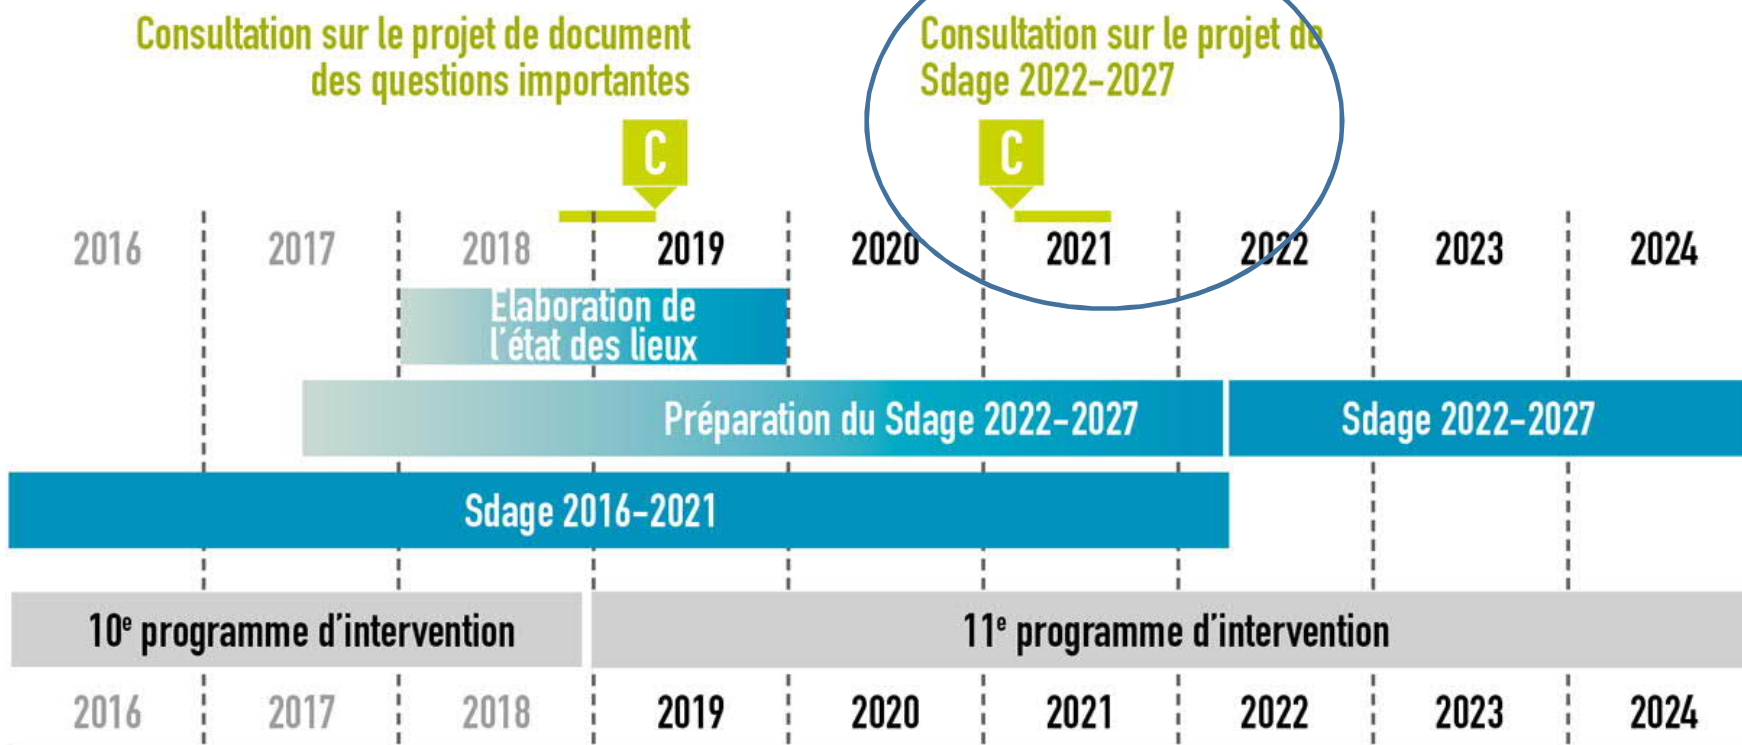 Consultation sur le projet de document
des questions importantes
Consultation sur le projet de
Sdage 2022-2027
C
C
2016 2017 2018 2019 2020 2021 2022 2023 2024
Elaboration de
l'état des lieux
Préparation du Sdage 2022-2027
Sdage 2022-2027
Sdage 2016-2021
10e programme d'intervention
11e programme d'intervention
2016 2017 2018 2019 2020 2021 2022 2023 2024